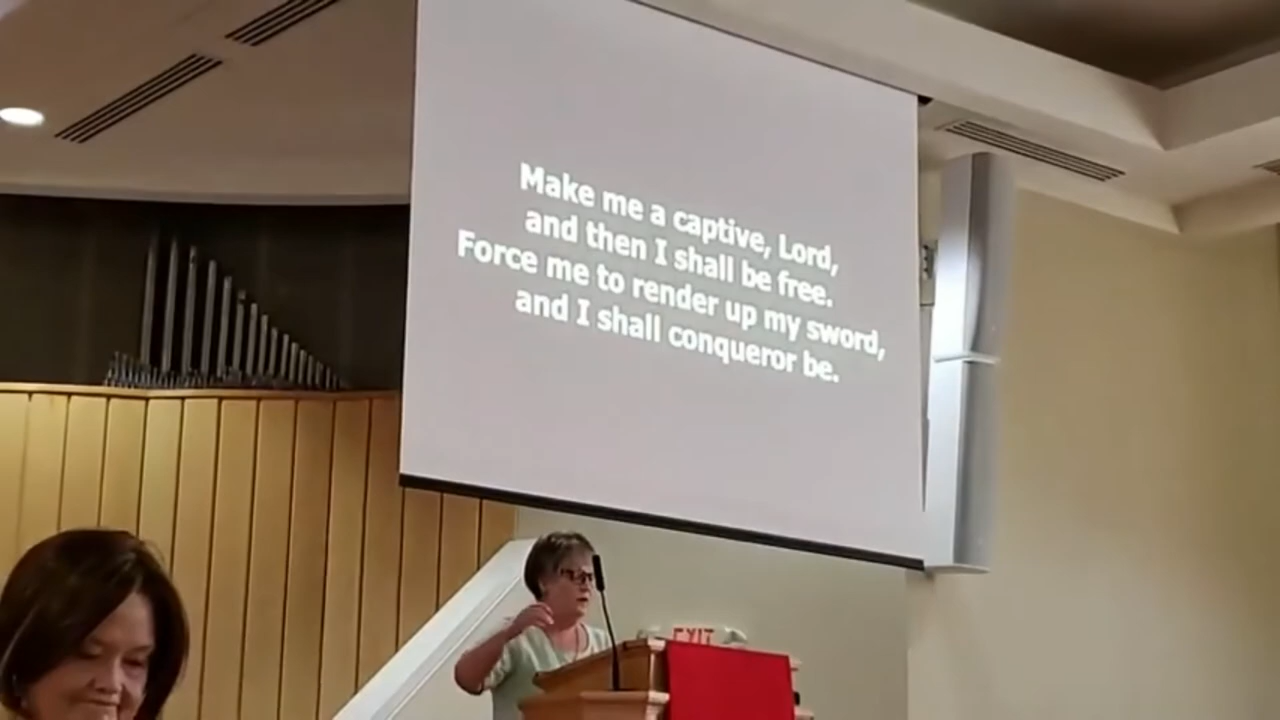 Make me a captive, Lord,
and then I shall be free.
Force me to render up my sword,
and I shall conqueror be.
EXIT